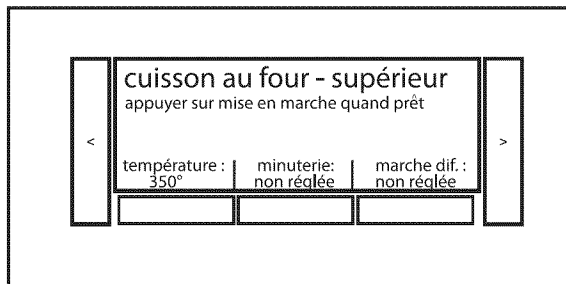 cuisson au four - supérieur
appuyer sur mise en marche quand prêt
<
>
température : minuterie: marche dif. :
350° non réglée non réglée